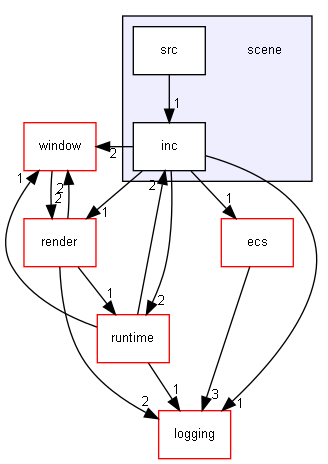 src scene
1
window 2 inc
1 2 2 2 2 1 1
render ecs
1 2
runtime
1
2 3 1
logging